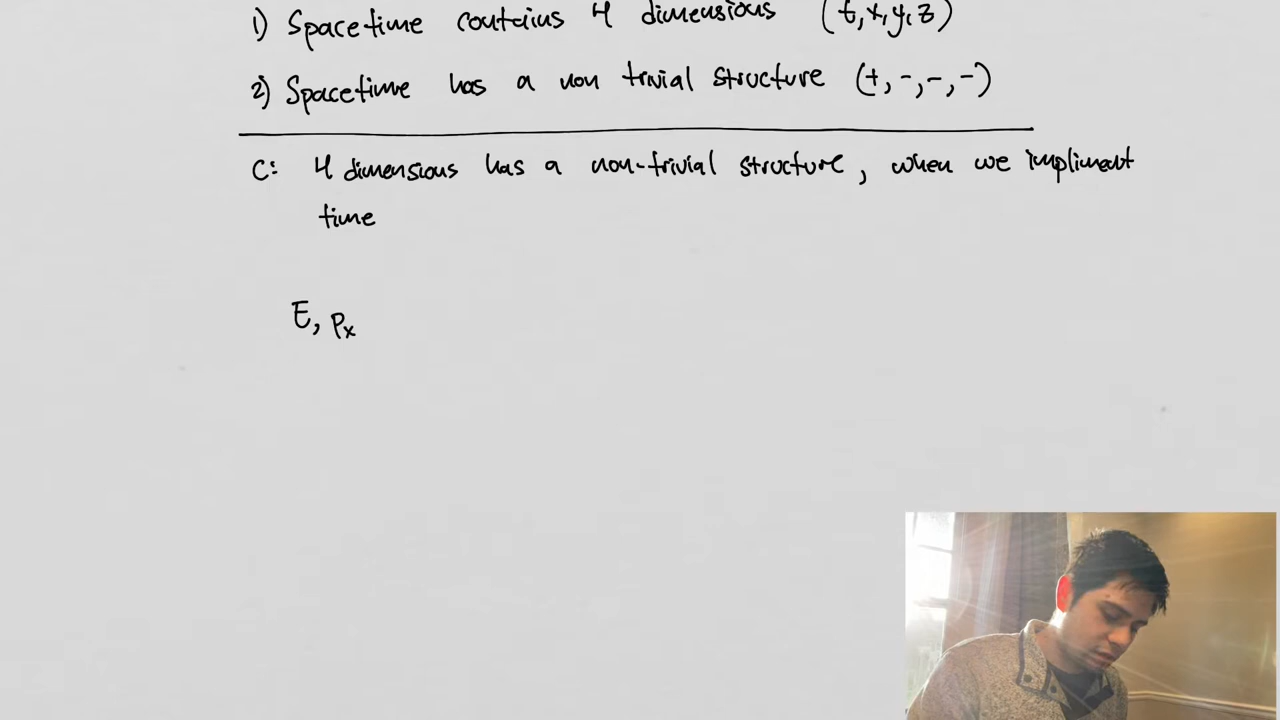 1) Spacetime contains 4 dimensions (t,x,y,z)
2) Spacetime has a non trivial structure (+,-,-,-)
C: 4 dimensions has a non-trivial structure, when we impliment
time
E, Px